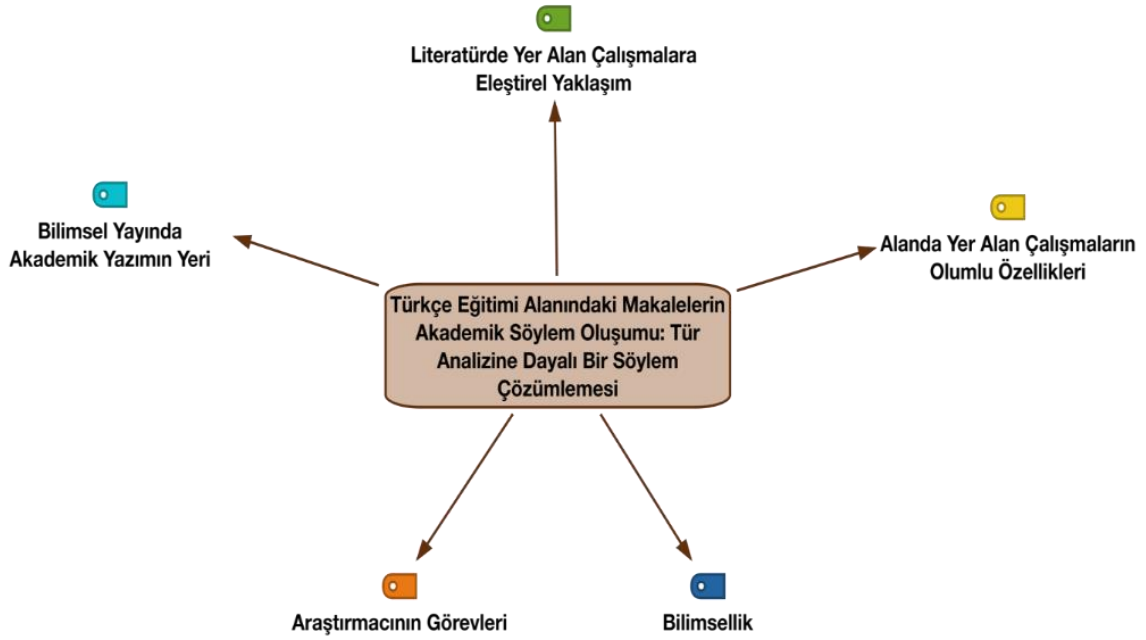 Literatürde Yer Alan Çalışmalara
Eleştirel Yaklaşım
Bilimsel Yayında
Akademik Yazımın Yeri
Alanda Yer Alan Çalışmaların
Olumlu Özellikleri
Türkçe Eğitimi Alanındaki Makalelerin
Akademik Söylem Oluşumu: Tür
Analizine Dayalı Bir Söylem
Çözümlemesi
Araştırmacının Görevleri
Bilimsellik